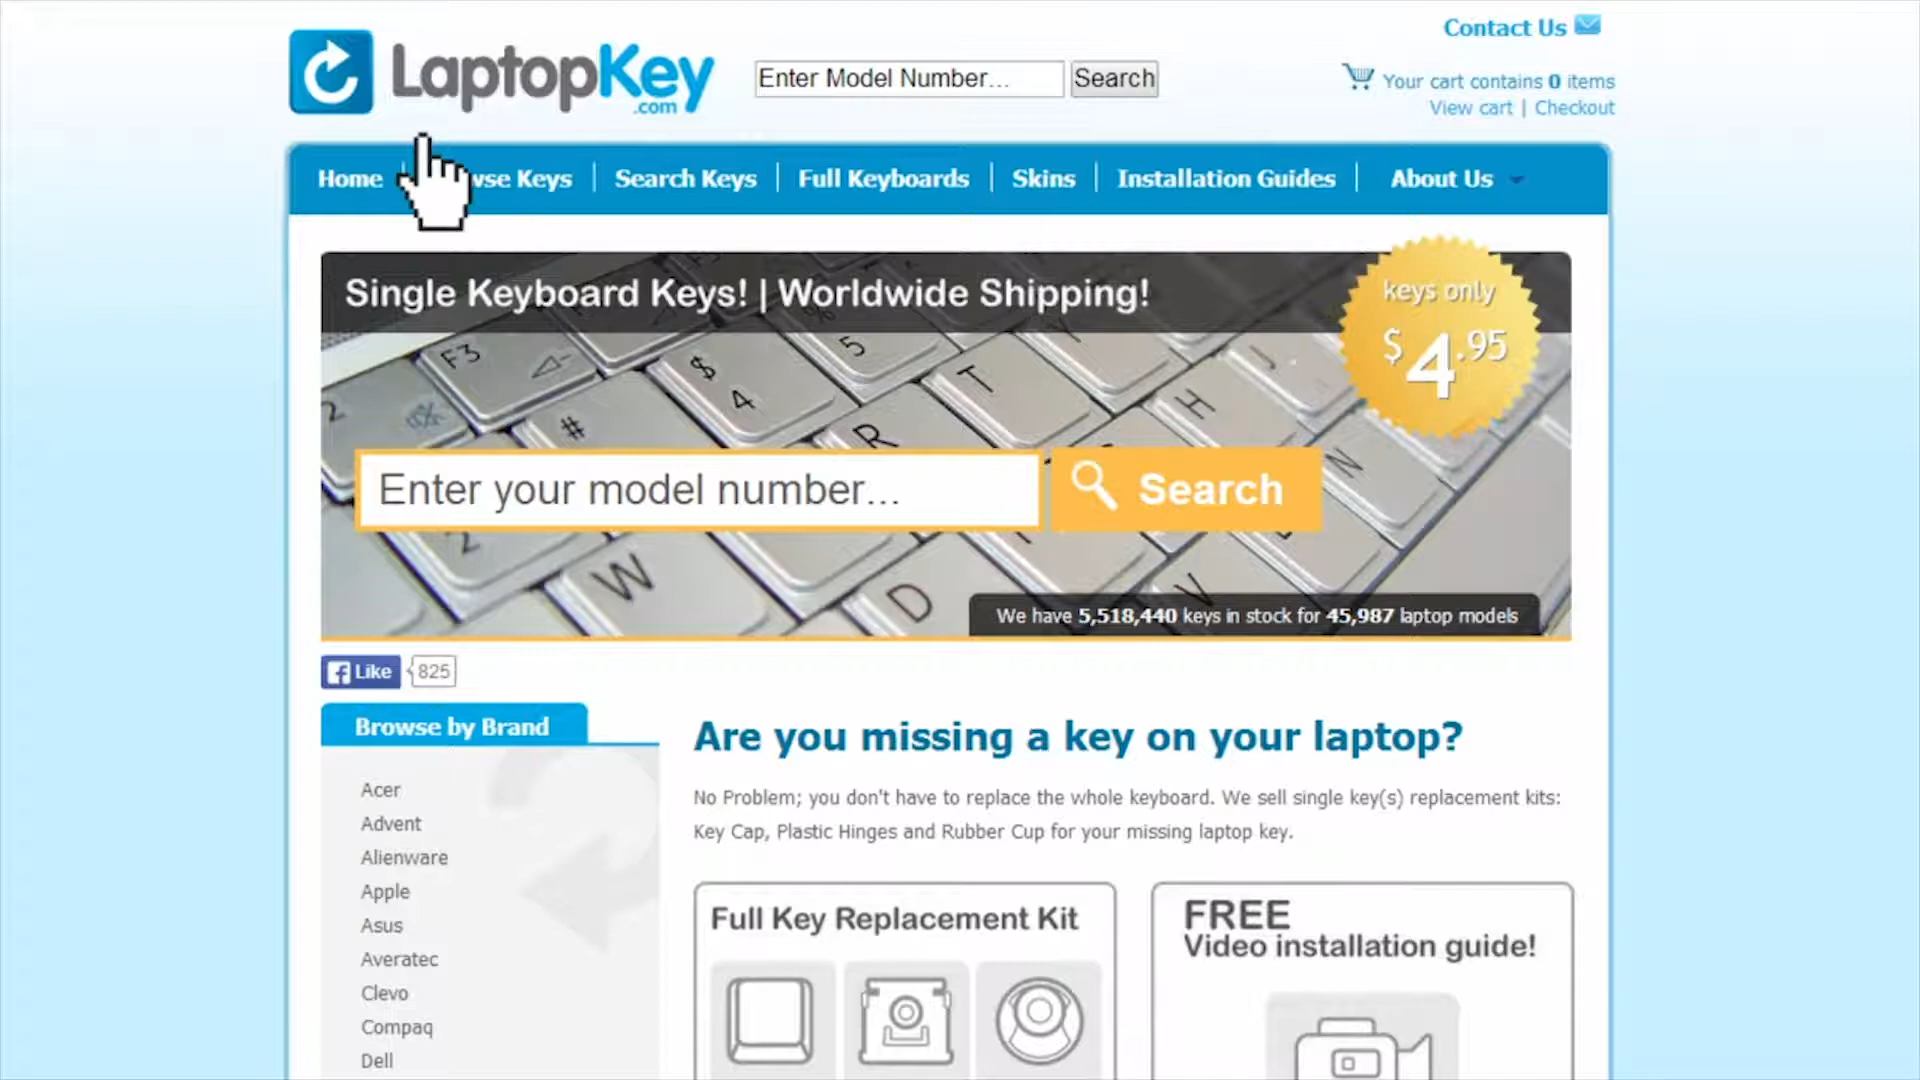 Contact Us
LaptopKey
.com
Enter Model Number... Search
Your cart contains 0 items
View cart | Checkout
Home wse Keys Search Keys Full Keyboards Skins Installation Guides About Us
Single Keyboard Keys! | Worldwide Shipping!
keys only
$4.95
F3
$
4
5
T
J
H
2
#
R
N
Enter your model number... Search
W
D
V
We have 5,518,440 keys in stock for 45,987 laptop models
Like 825
Browse by Brand
Acer
Advent
Alienware
Apple
Asus
Averatec
Clevo
Compaq
Dell
Are you missing a key on your laptop?
No Problem; you don't have to replace the whole keyboard. We sell single key(s) replacement kits:
Key Cap, Plastic Hinges and Rubber Cup for your missing laptop key.
Full Key Replacement Kit
FREE
Video installation guide!